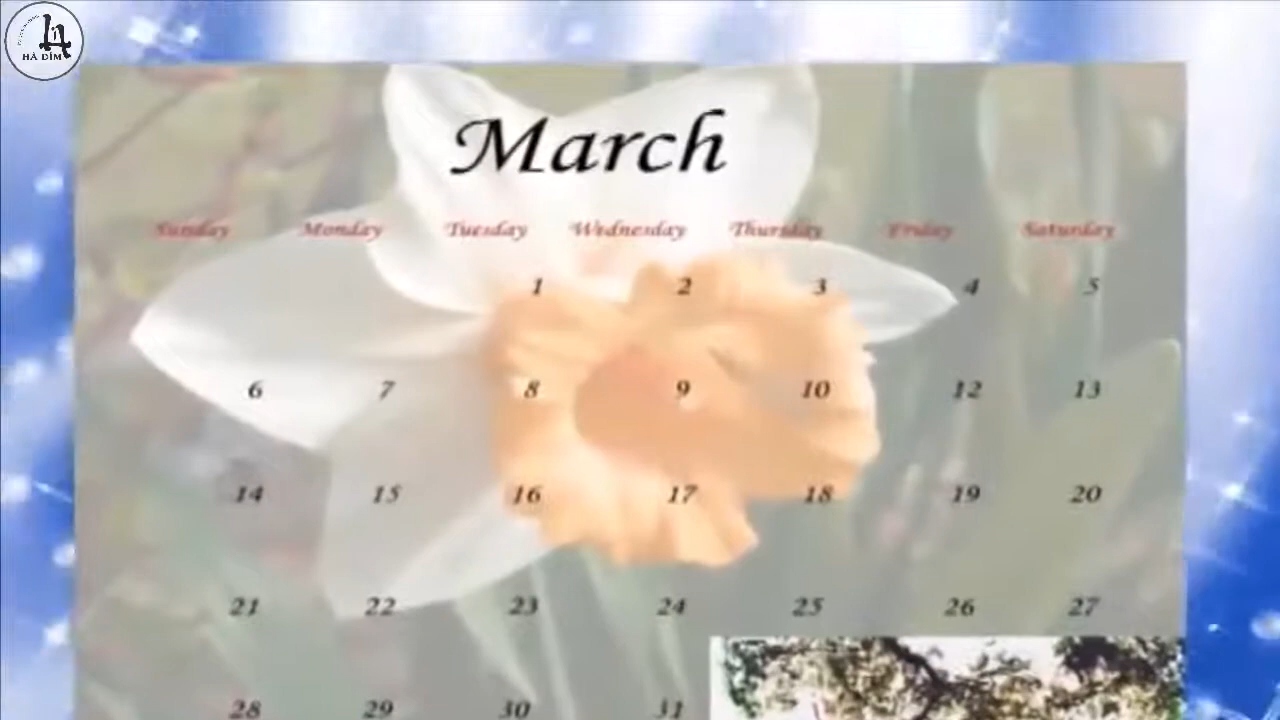 HÀ DÍM
March
Sunday Monday Tuesday Wednesday Thursday Friday Saturday
1 2 3 4 5
6 7 8 9 10 12 13
14 15 16 17 18 19 20
21 22 23 24 25 26 27
28 29 30 31